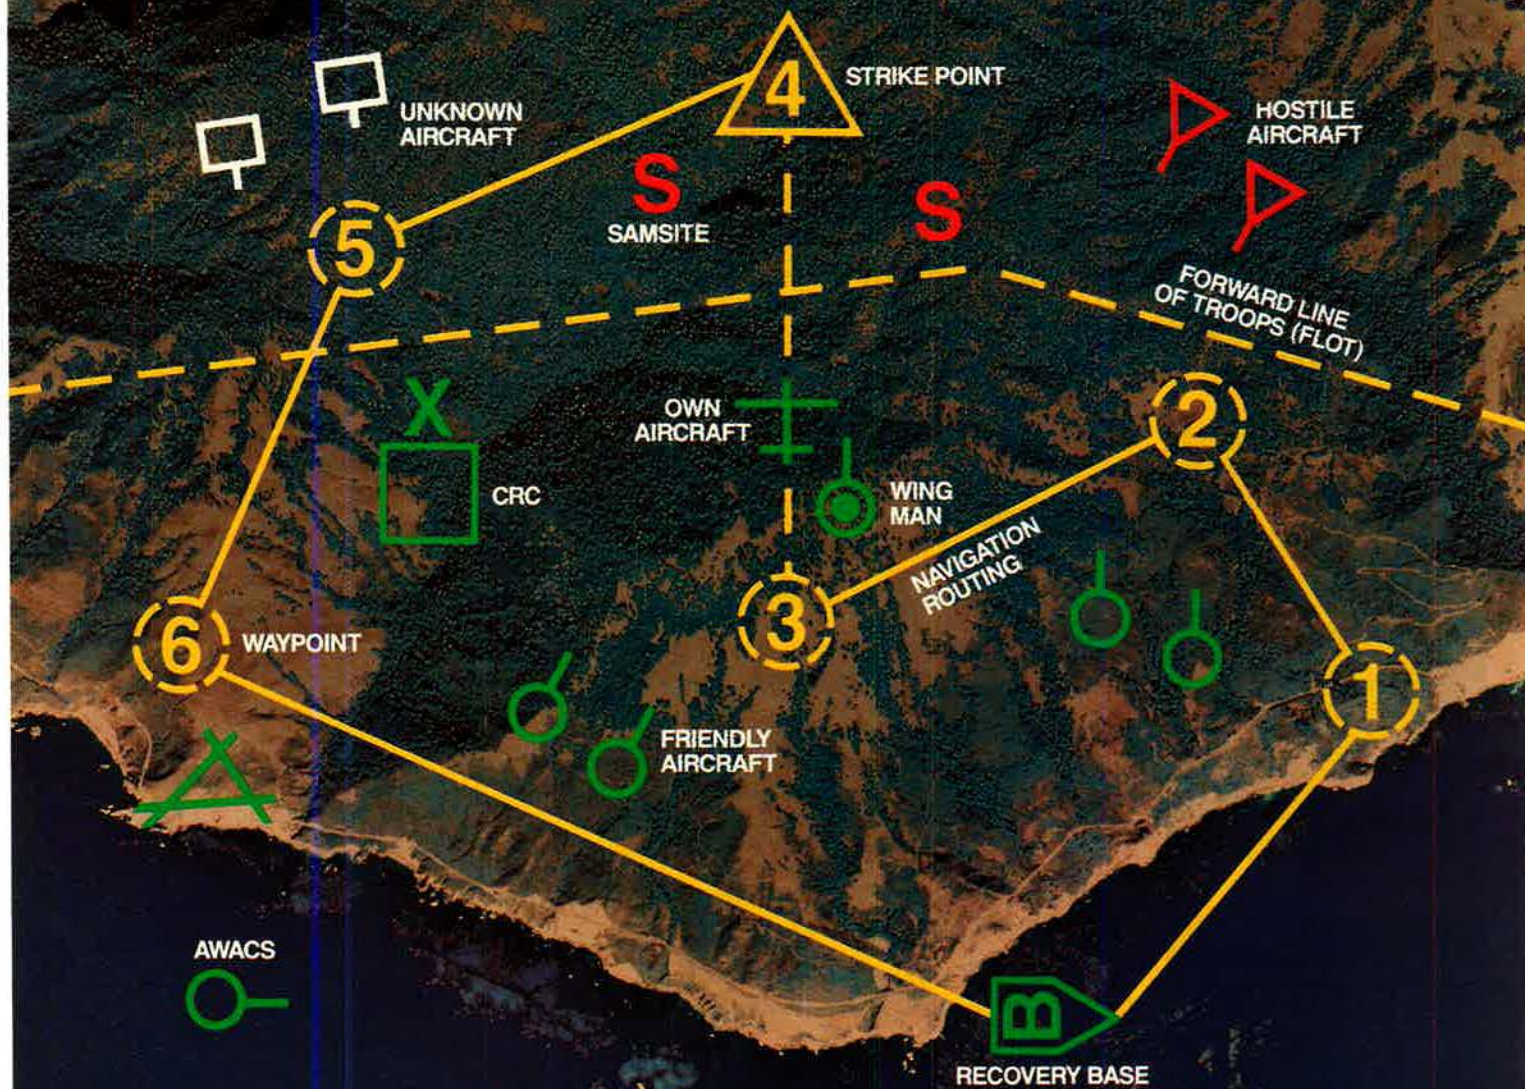 4
STRIKE POINT
UNKNOWN
AIRCRAFT
HOSTILE
AIRCRAFT
S
SAMSITE
S
5
FORWARD LINE
OF TROOPS (FLOT)
X
OWN
AIRCRAFT
2
CRC
WING
MAN
NAVIGATION
ROUTING
3
6
WAYPOINT
1
FRIENDLY
AIRCRAFT
AWACS
B
RECOVERY BASE